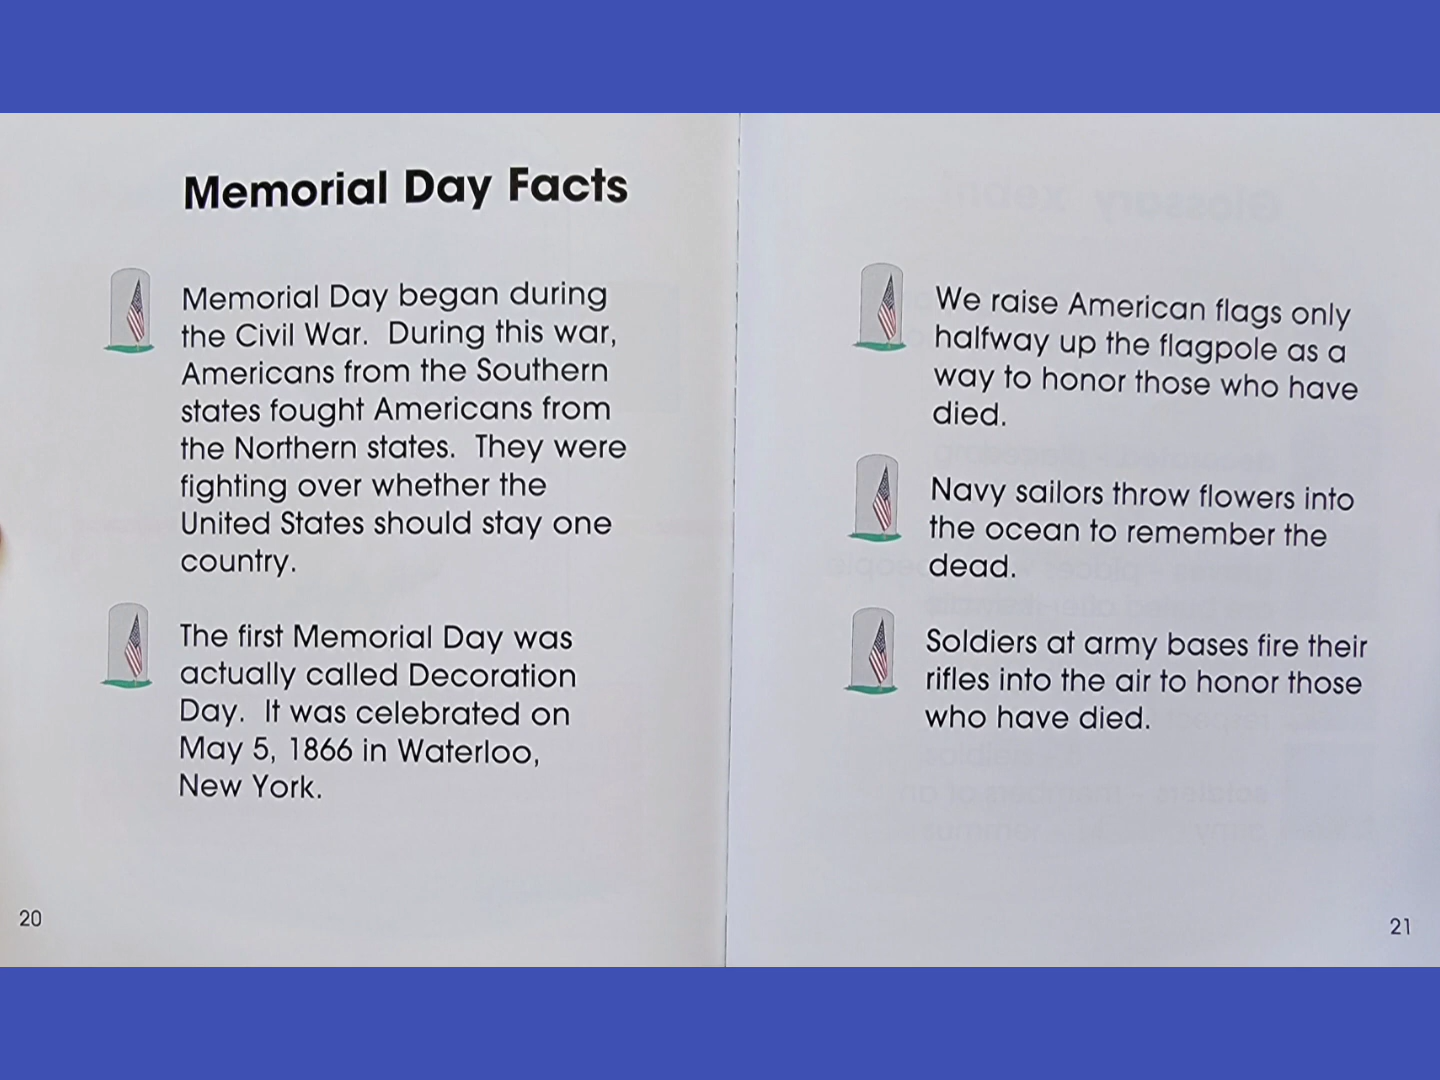 Memorial Day Facts
Memorial Day began during
the Civil War. During this war,
Americans from the Southern
states fought Americans from
the Northern states. They were
fighting over whether the
United States should stay one
country.
The first Memorial Day was
actually called Decoration
Day. It was celebrated on
May 5, 1866 in Waterloo,
New York.
20
We raise American flags only
halfway up the flagpole as a
way to honor those who have
died.
Navy sailors throw flowers into
the ocean to remember the
dead.
Soldiers at army bases fire their
rifles into the air to honor those
who have died.
21